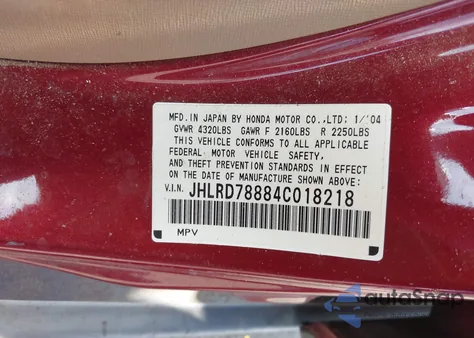 MFD.IN JAPAN BY HONDA MOTOR CO.,LTD: 1/'04
GVWR 4320LBS GAWR F 2160LBS R 2250LBS
THIS VEHICLE CONFORMS TO ALL APPLICABLE
FEDERAL MOTOR VEHICLE SAFETY,
AND THEFT PREVENTION STANDARDS IN EFFECT
ON THE DATE OF MANUFACTURE SHOWN ABOVE:
V.I.N. JHLRD78884C018218
MPV
autoSnap